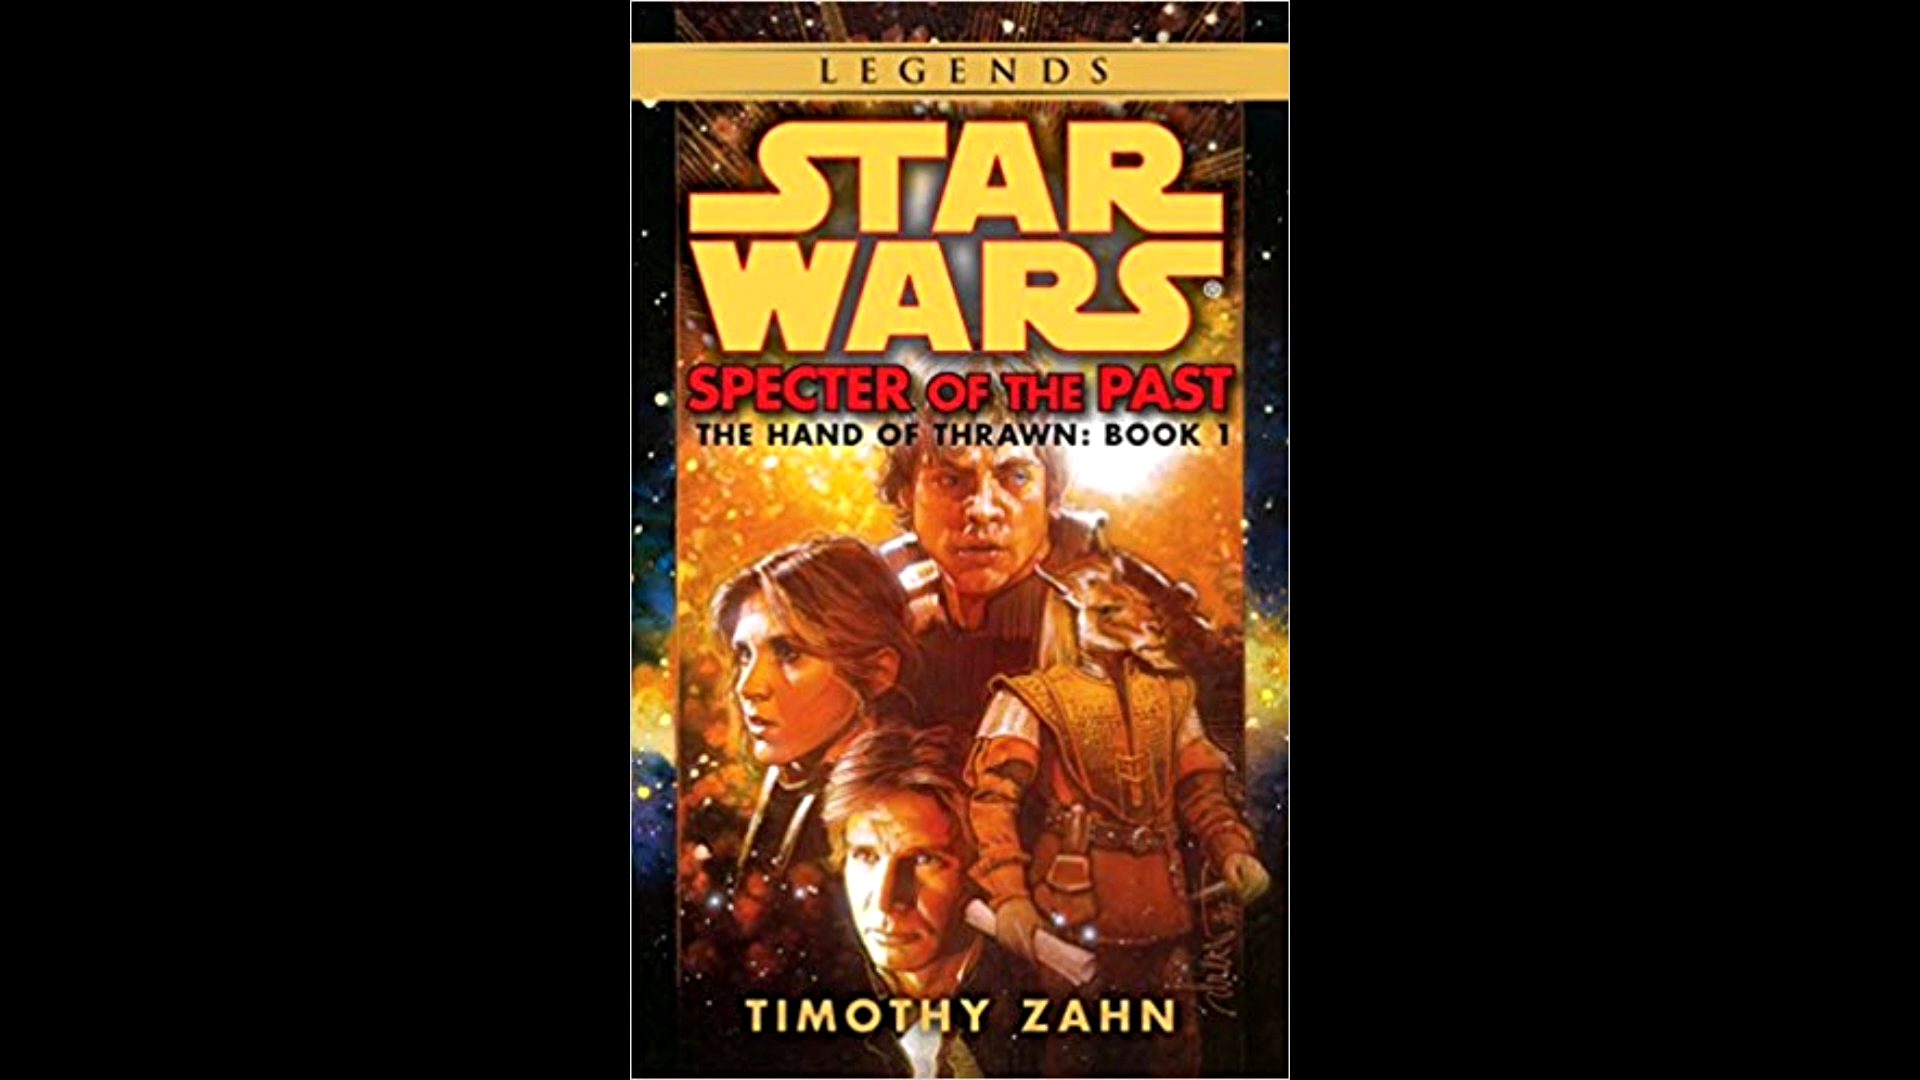 LEGENDS
STAR
WARS®
SPECTER OF THE PAST
THE HAND OF THRAWN: BOOK 1
TIMOTHY ZAHN